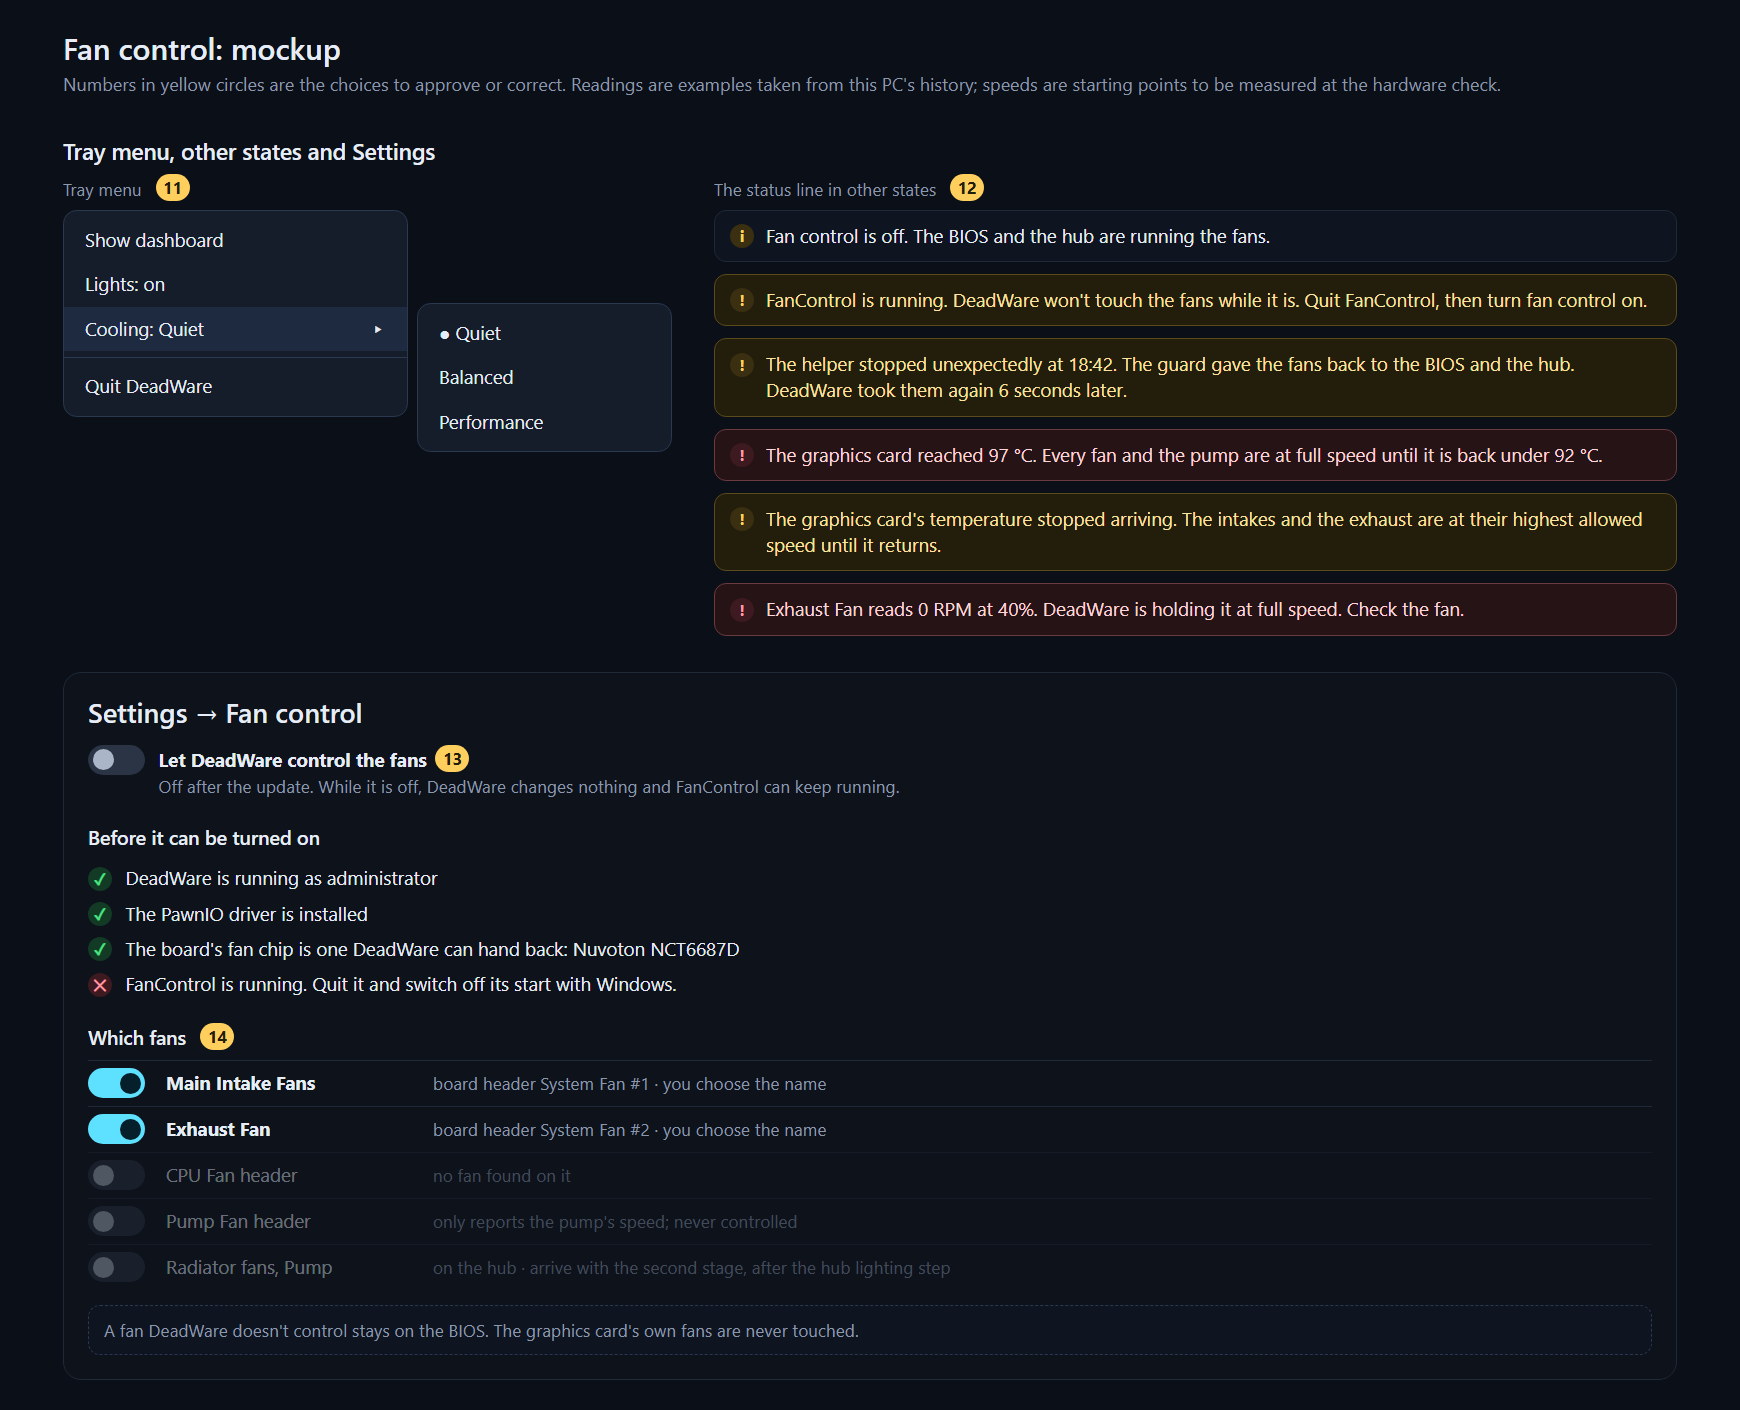 Fan control: mockup
Numbers in yellow circles are the choices to approve or correct. Readings are examples taken from this PC's history; speeds are starting points to be measured at the hardware check.
Tray menu, other states and Settings
Tray menu 11
Show dashboard
Lights: on
Cooling: Quiet ▸
Quit DeadWare
● Quiet
Balanced
Performance
The status line in other states 12
i Fan control is off. The BIOS and the hub are running the fans.
! FanControl is running. DeadWare won't touch the fans while it is. Quit FanControl, then turn fan control on.
! The helper stopped unexpectedly at 18:42. The guard gave the fans back to the BIOS and the hub.
DeadWare took them again 6 seconds later.
! The graphics card reached 97 °C. Every fan and the pump are at full speed until it is back under 92 °C.
! The graphics card's temperature stopped arriving. The intakes and the exhaust are at their highest allowed
speed until it returns.
! Exhaust Fan reads 0 RPM at 40%. DeadWare is holding it at full speed. Check the fan.
Settings → Fan control
Let DeadWare control the fans 13
Off after the update. While it is off, DeadWare changes nothing and FanControl can keep running.
Before it can be turned on
✓ DeadWare is running as administrator
✓ The PawnIO driver is installed
✓ The board's fan chip is one DeadWare can hand back: Nuvoton NCT6687D
✕ FanControl is running. Quit it and switch off its start with Windows.
Which fans 14
Main Intake Fans board header System Fan #1 · you choose the name
Exhaust Fan board header System Fan #2 · you choose the name
CPU Fan header no fan found on it
Pump Fan header only reports the pump's speed; never controlled
Radiator fans, Pump on the hub · arrive with the second stage, after the hub lighting step
A fan DeadWare doesn't control stays on the BIOS. The graphics card's own fans are never touched.